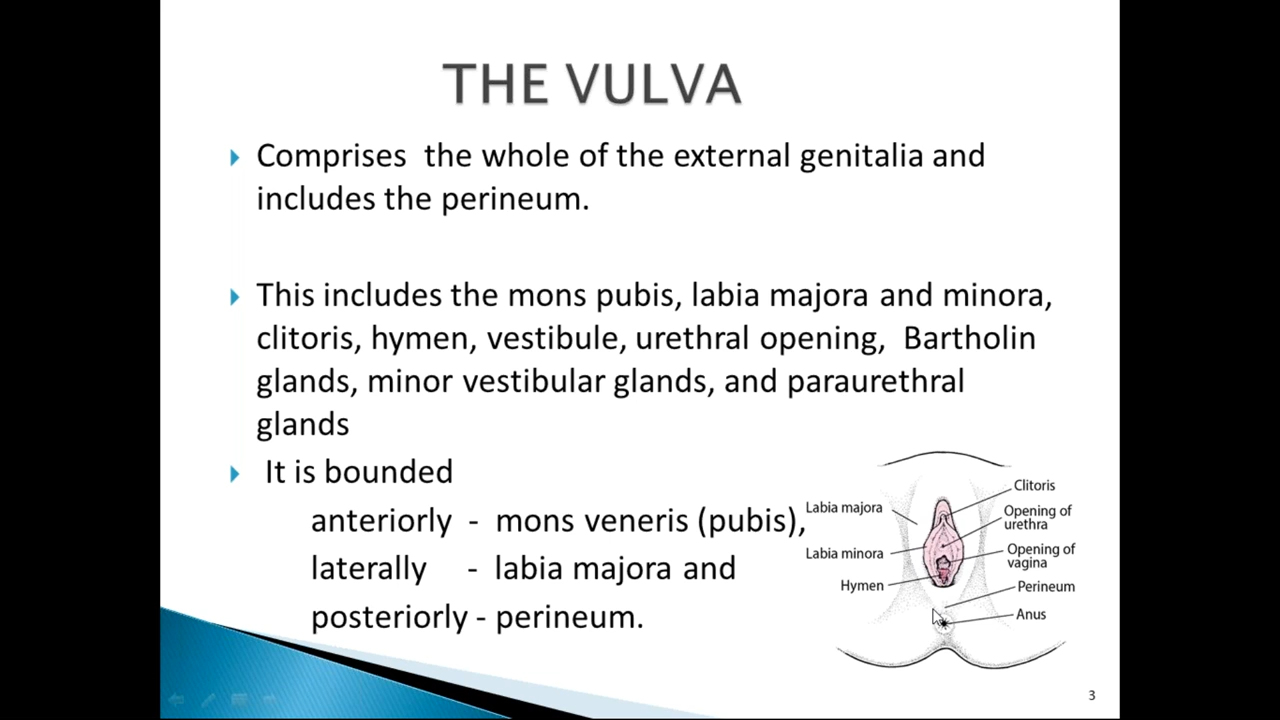 THE VULVA
Comprises the whole of the external genitalia and
includes the perineum.
This includes the mons pubis, labia majora and minora,
clitoris, hymen, vestibule, urethral opening, Bartholin
glands, minor vestibular glands, and paraurethral
glands
It is bounded
anteriorly - mons veneris (pubis),
laterally - labia majora and
posteriorly - perineum.
Labia majora
Labia minora
Hymen
Clitoris
Opening of
urethra
Opening of
vagina
Perineum
Anus
3